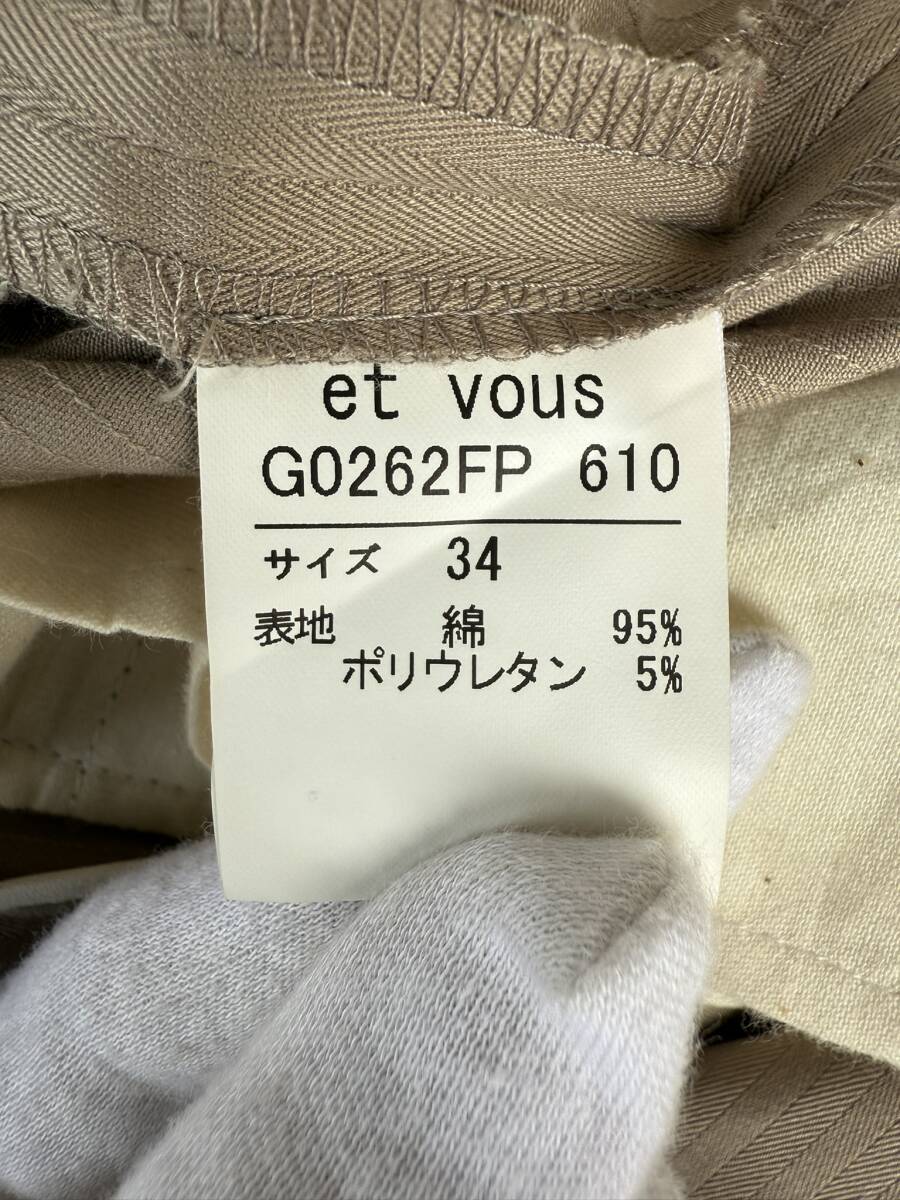 et vous
G0262FP 610
サイズ 34
表地 綿 95%
ポリウレタン 5%